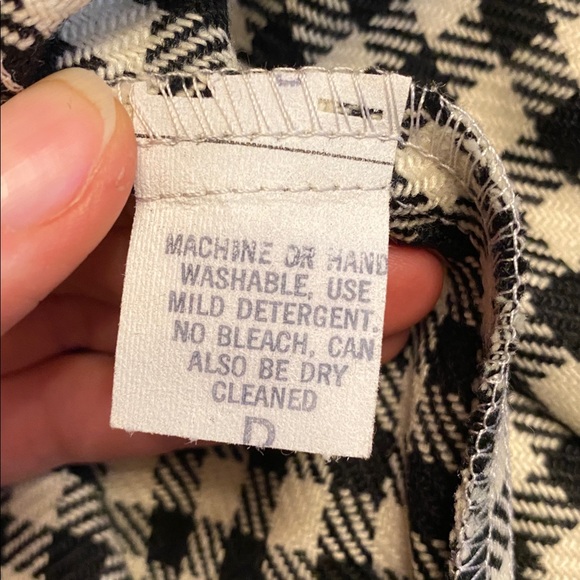 MACHINE OR HAND
WASHABLE, USE
MILD DETERGENT.
NO BLEACH, CAN
ALSO BE DRY
CLEANED
D